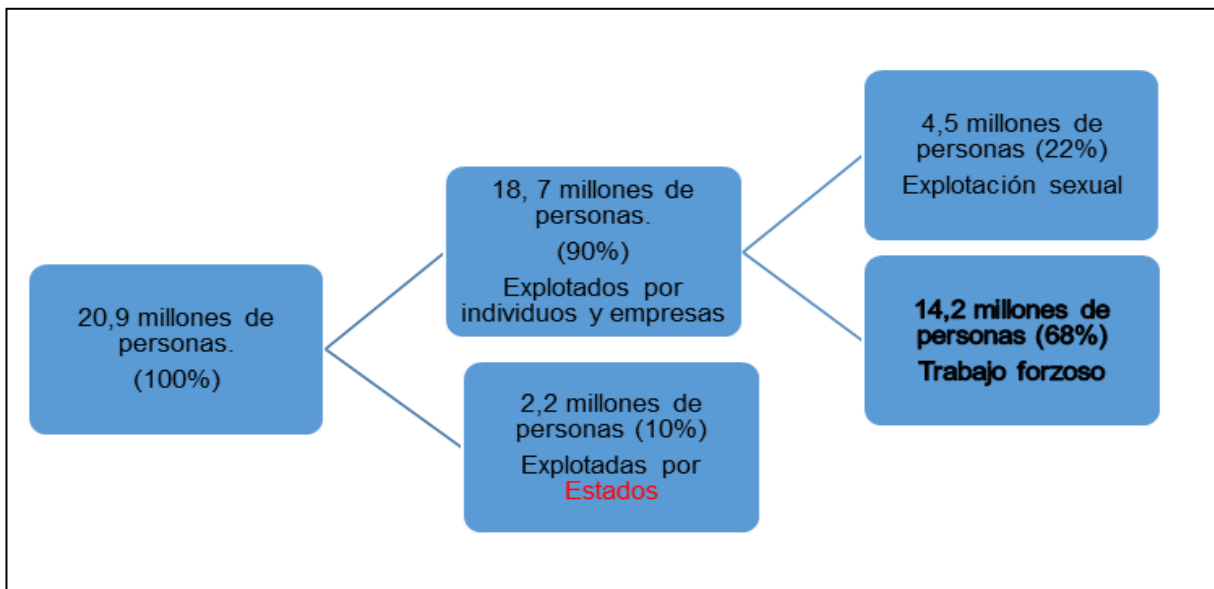 20,9 millones de
personas.
(100%)
18, 7 millones de
personas.
(90%)
Explotados por
individuos y empresas
2,2 millones de
personas (10%)
Explotadas por
Estados
4,5 millones de
personas (22%)
Explotación sexual
14,2 millones de
personas (68%)
Trabajo forzoso